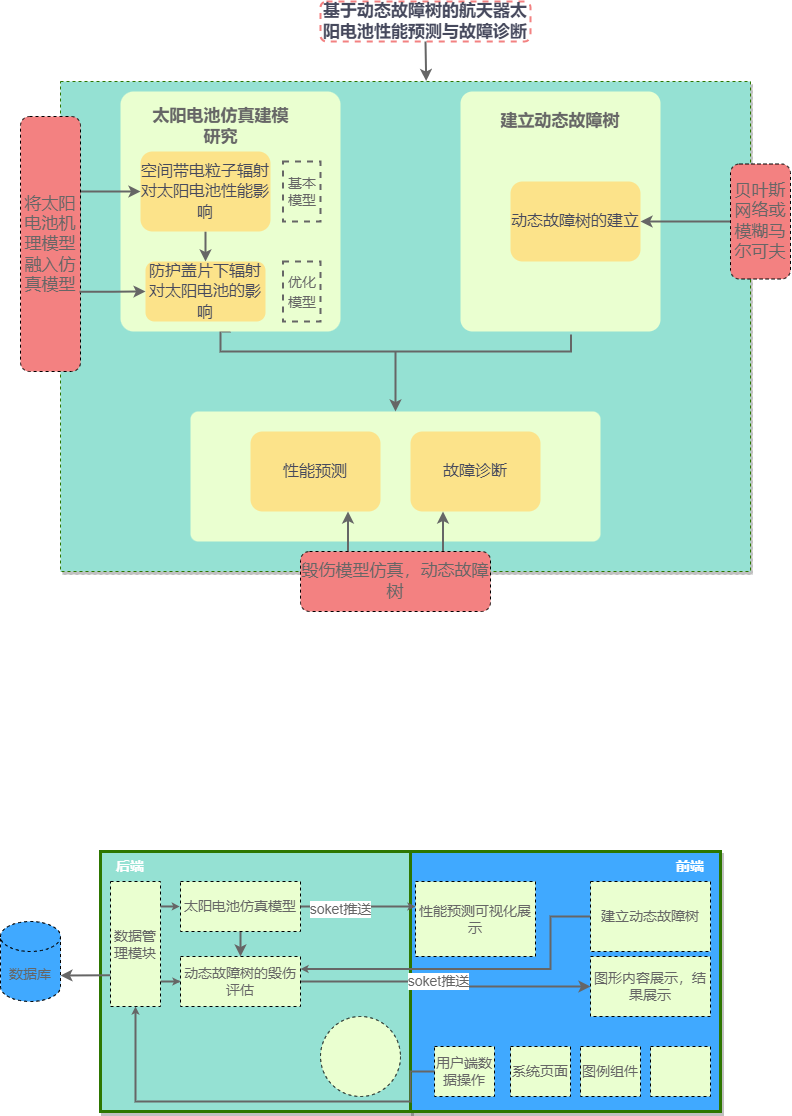 基于动态故障树的航天器太
阳电池性能预测与故障诊断
太阳电池仿真建模
研究
建立动态故障树
空间带电粒子辐射
对太阳电池性能影
响
基本
模型
将太阳
电池机
理模型
融入仿
真模型
贝叶斯
网络或
模糊马
尔可夫
动态故障树的建立
防护盖片下辐射
对太阳电池的影
响
优化
模型
性能预测
故障诊断
毁伤模型仿真，动态故障
树
后端
前端
太阳电池仿真模型
soket推送
性能预测可视化展
示
建立动态故障树
数据管
理模块
数据库
动态故障树的毁伤
评估
soket推送
图形内容展示，结
果展示
用户端数
据操作
系统页面
图例组件